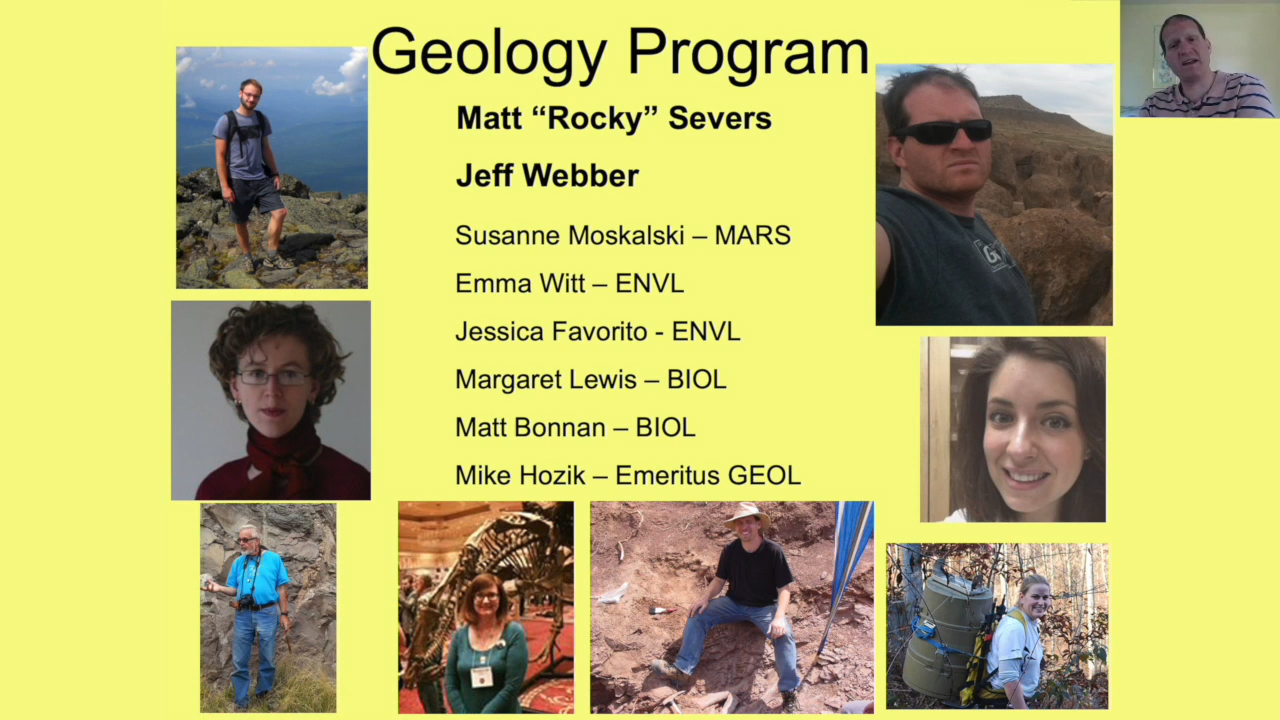 Geology Program
Matt “Rocky” Severs
Jeff Webber
Susanne Moskalski – MARS
Emma Witt – ENVL
Jessica Favorito - ENVL
Margaret Lewis – BIOL
Matt Bonnan – BIOL
Mike Hozik – Emeritus GEOL